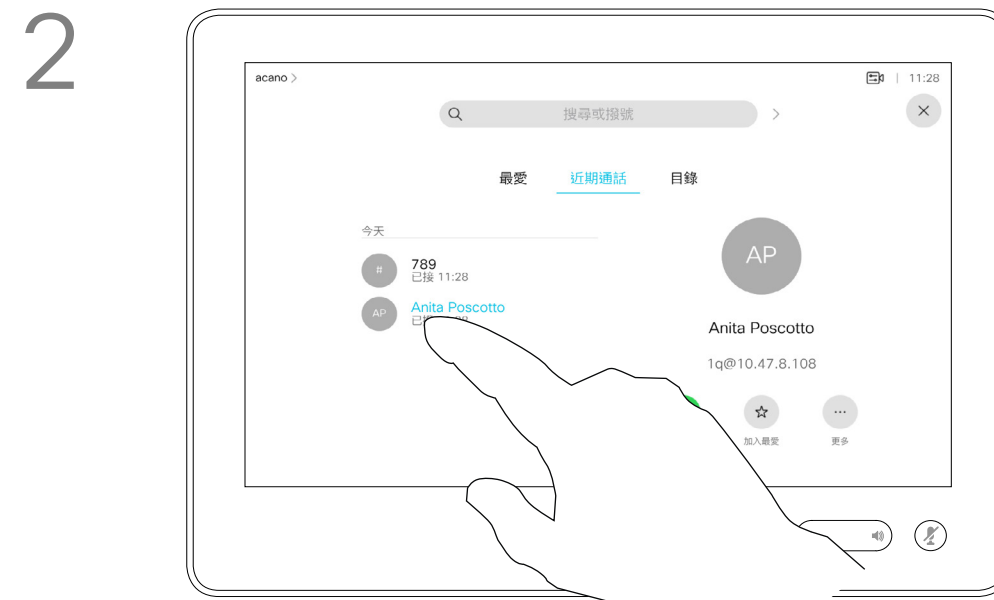 2
acano >
11:28
搜尋或撥號
最愛 近期通話 目錄
今天
#
789
已接 11:28
AP
Anita Poscotto
AP
Anita Poscotto
1q@10.47.8.108
加入最愛
更多